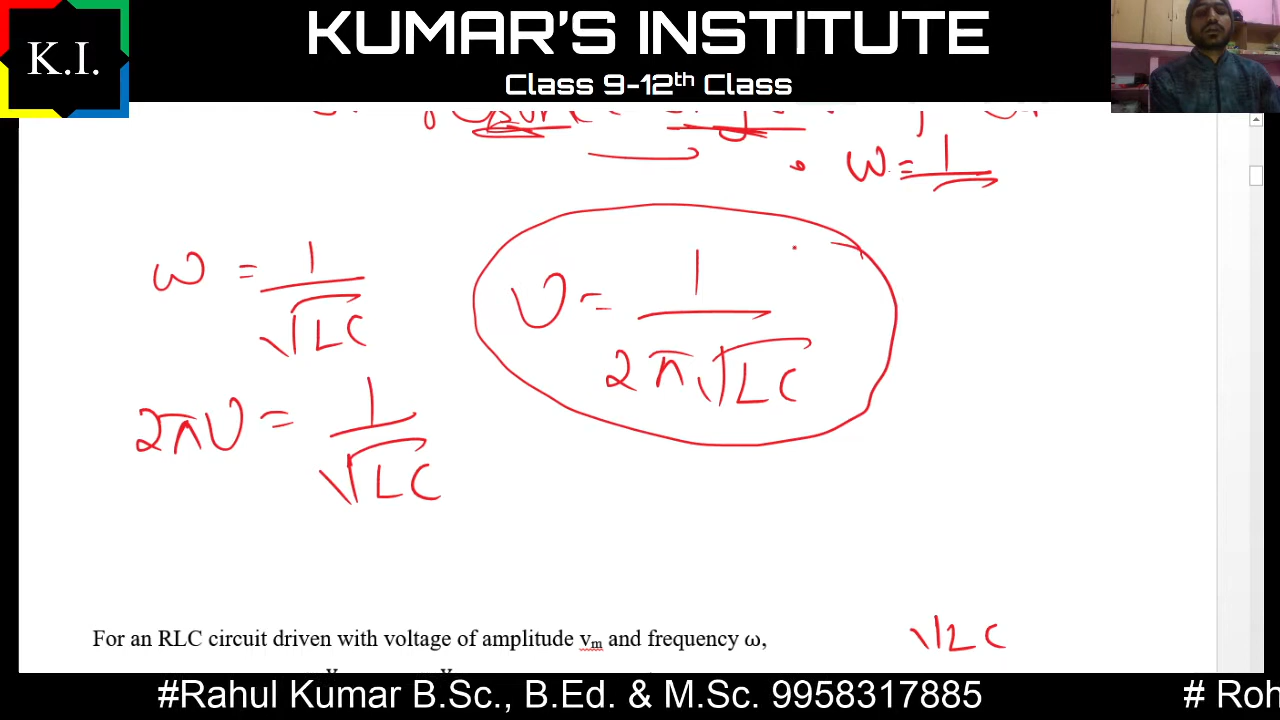 KUMAR'S INSTITUTE
K.I.
Class 9-12th Class
ω = 1/
ω = 1/√LC
υ = 1/2π√LC
2πυ = 1/√LC
For an RLC circuit driven with voltage of amplitude vm and frequency ω,
√LC
#Rahul Kumar B.Sc., B.Ed. & M.Sc. 9958317885
# Roh